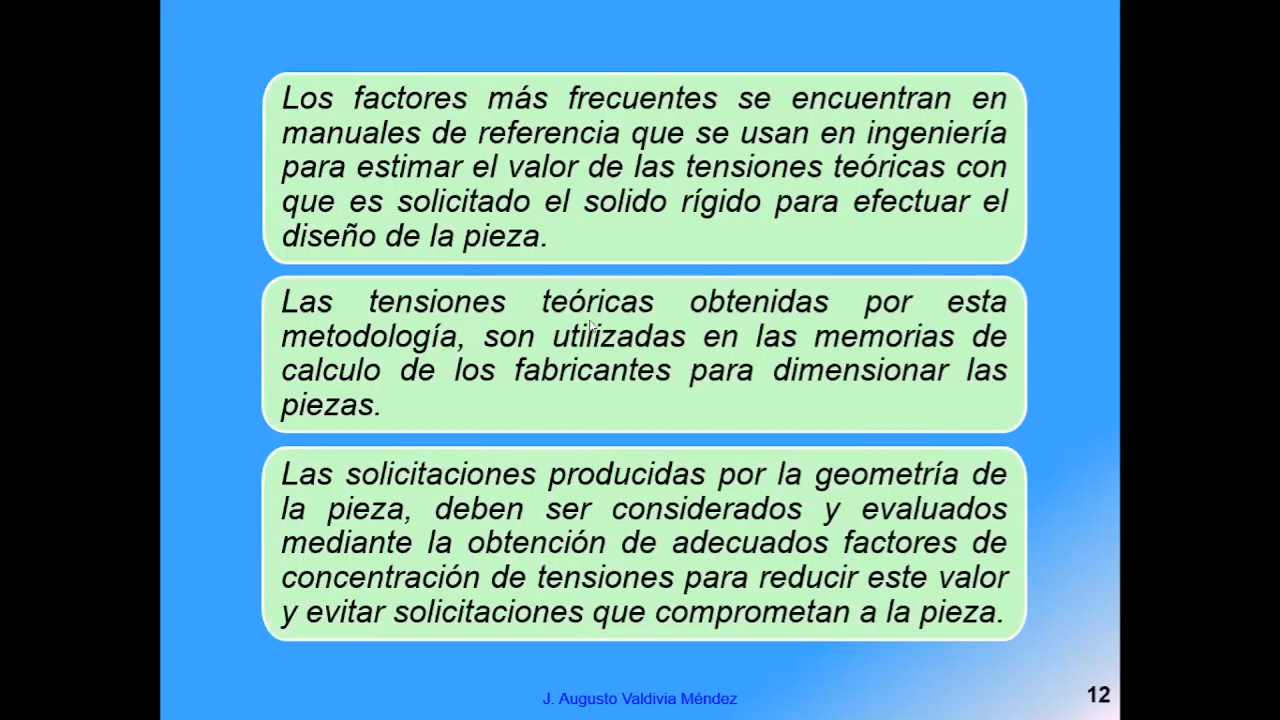 Los factores más frecuentes se encuentran en
manuales de referencia que se usan en ingeniería
para estimar el valor de las tensiones teóricas con
que es solicitado el solido rígido para efectuar el
diseño de la pieza.
Las tensiones teóricas obtenidas por esta
metodología, son utilizadas en las memorias de
calculo de los fabricantes para dimensionar las
piezas.
Las solicitaciones producidas por la geometría de
la pieza, deben ser considerados y evaluados
mediante la obtención de adecuados factores de
concentración de tensiones para reducir este valor
y evitar solicitaciones que comprometan a la pieza.
J. Augusto Valdivia Méndez
12